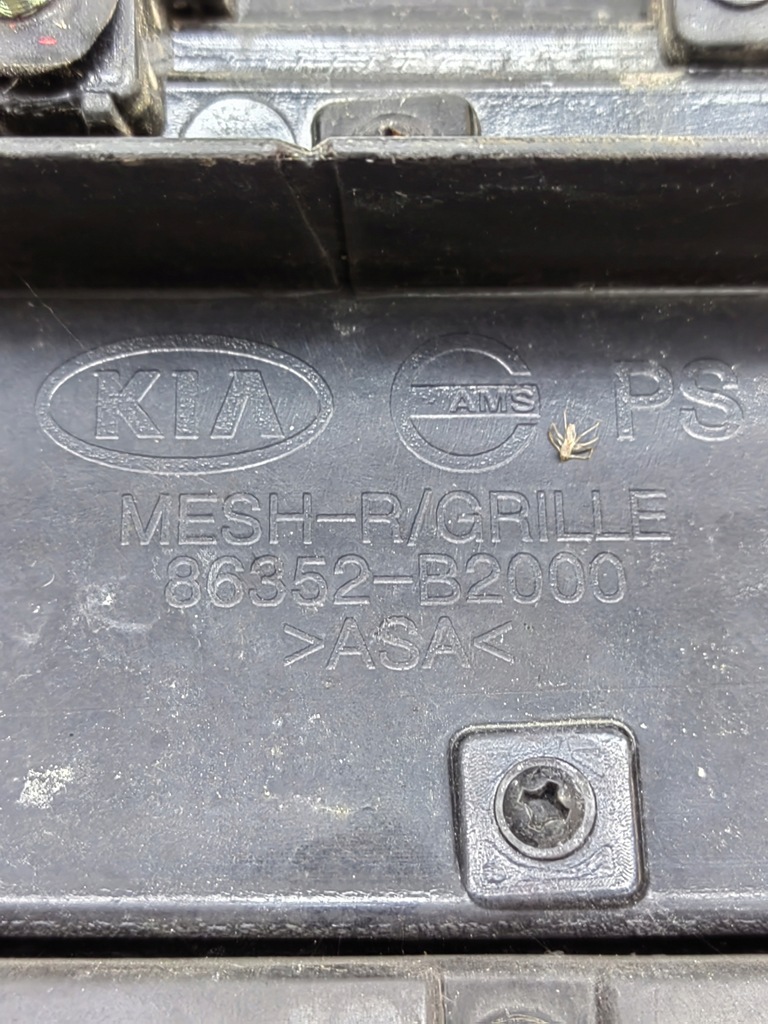 KIA AMS PS
MESH-R/GRILLE
86352-B2000
>ASA<